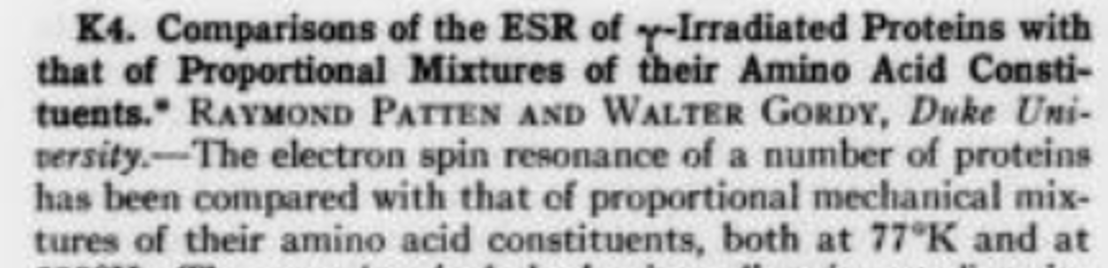 K4. Comparisons of the ESR of γ-Irradiated Proteins with
that of Proportional Mixtures of their Amino Acid Consti-
tuents.* RAYMOND PATTEN AND WALTER GORDY, Duke Uni-
versity.—The electron spin resonance of a number of proteins
has been compared with that of proportional mechanical mix-
tures of their amino acid constituents, both at 77°K and at